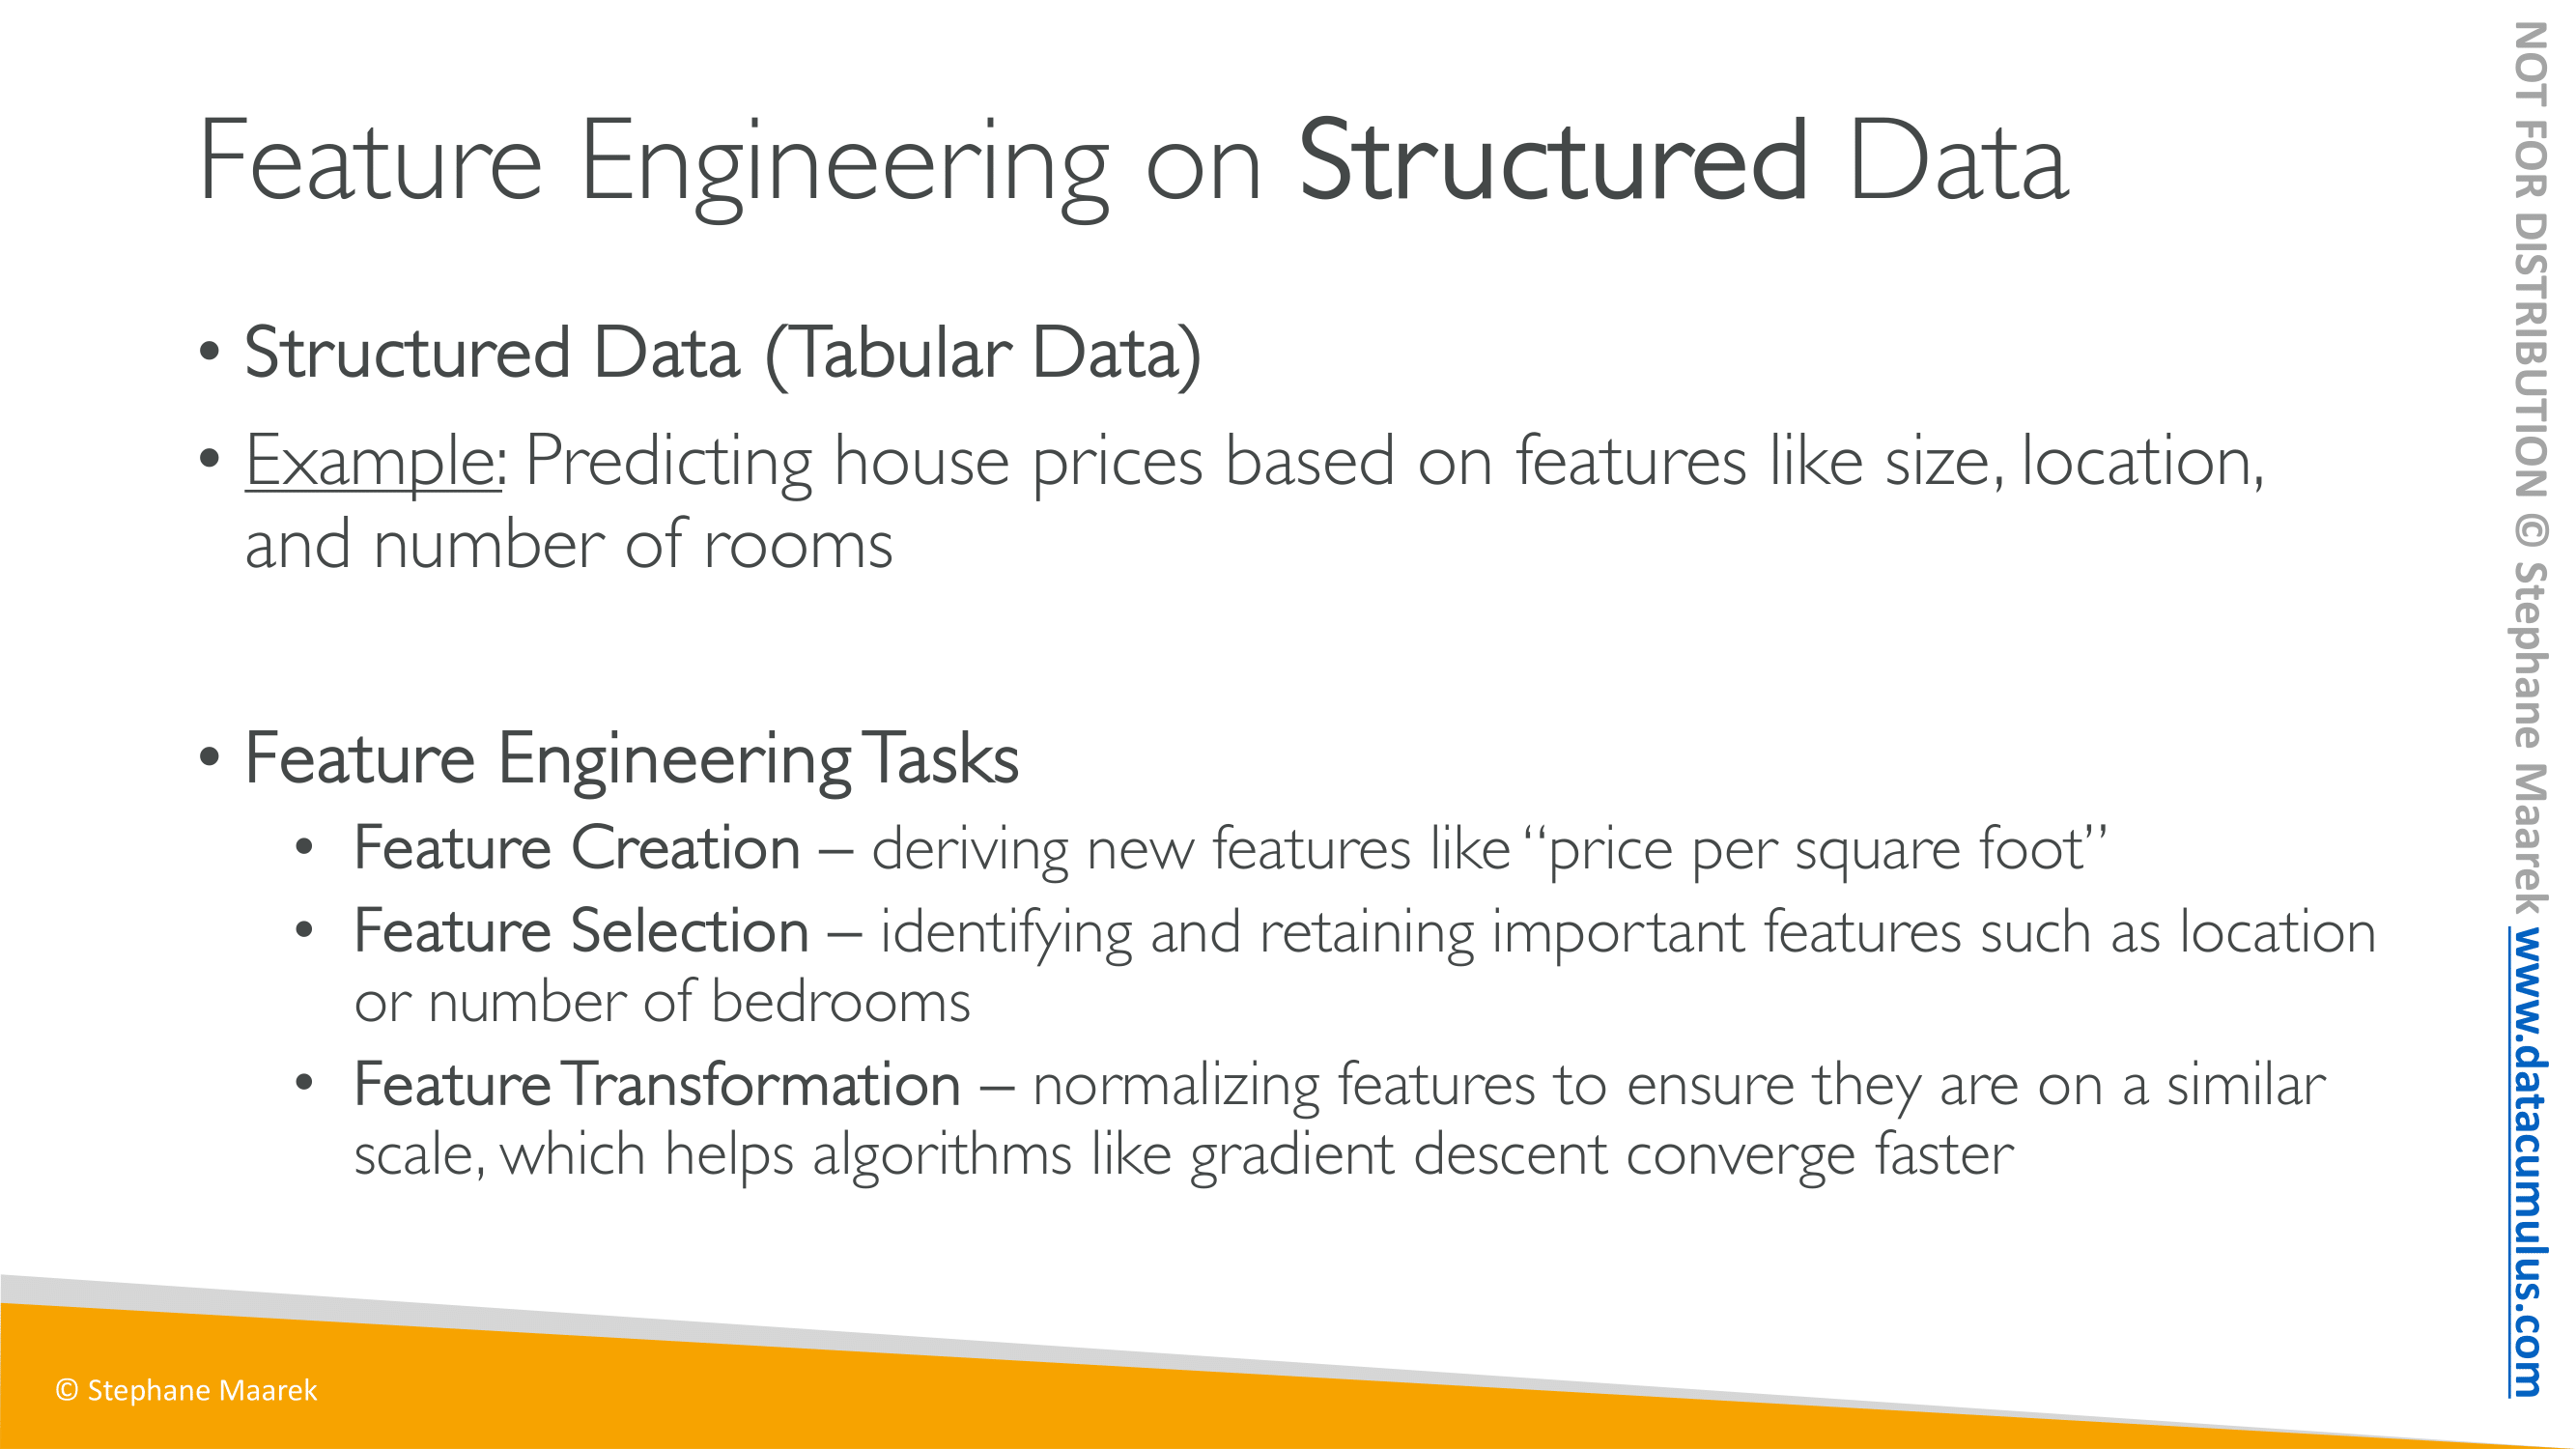 Feature Engineering on Structured Data
• Structured Data (Tabular Data)
• Example: Predicting house prices based on features like size, location,
and number of rooms
• Feature Engineering Tasks
• Feature Creation – deriving new features like “price per square foot”
• Feature Selection – identifying and retaining important features such as location
or number of bedrooms
• Feature Transformation – normalizing features to ensure they are on a similar
scale, which helps algorithms like gradient descent converge faster
© Stephane Maarek
NOT FOR DISTRIBUTION © Stephane Maarek www.datacumulus.com